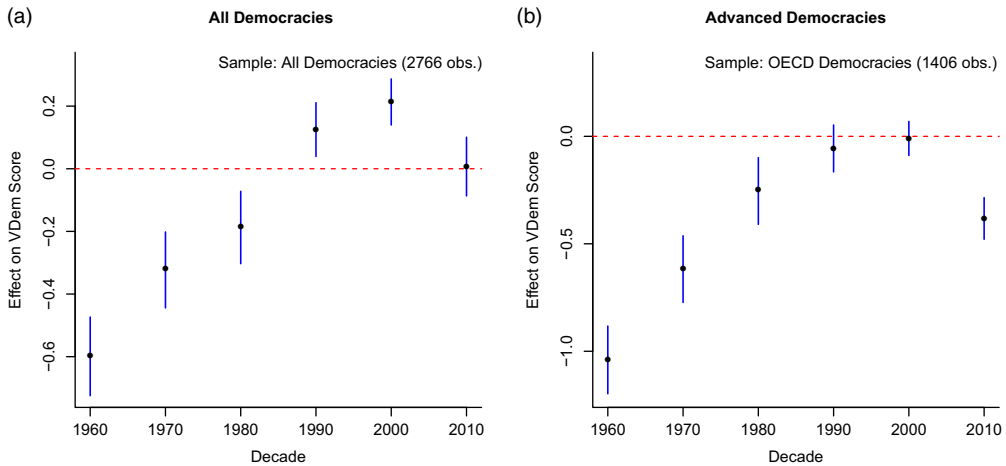 (a)
All Democracies
Sample: All Democracies (2766 obs.)
Effect on VDem Score
0.2
0.0
−0.2
−0.4
−0.6
1960 1970 1980 1990 2000 2010
Decade
(b)
Advanced Democracies
Sample: OECD Democracies (1406 obs.)
Effect on VDem Score
0.0
−0.5
−1.0
1960 1970 1980 1990 2000 2010
Decade